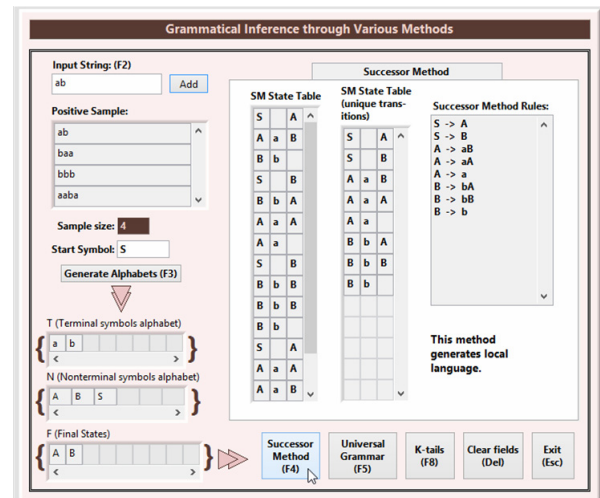 Grammatical Inference through Various Methods
Input String: (F2)
ab
Add
Positive Sample:
ab
baa
bbb
aaba
Sample size: 4
Start Symbol: S
Generate Alphabets (F3)
T (Terminal symbols alphabet)
{ a b }
N (Nonterminal symbols alphabet)
{ A B S }
F (Final States)
{ A B }
Successor Method
SM State Table
S A
A a B
B b
S B
B b A
A a A
A a
S B
B b B
B b B
B b
S A
A a A
A a B
SM State Table
(unique trans-
itions)
S A
S B
A a B
A a A
A a
B b A
B b B
B b
Successor Method Rules:
S -> A
S -> B
A -> aB
A -> aA
A -> a
B -> bA
B -> bB
B -> b
This method
generates local
language.
Successor
Method
(F4)
Universal
Grammar
(F5)
K-tails
(F8)
Clear fields
(Del)
Exit
(Esc)